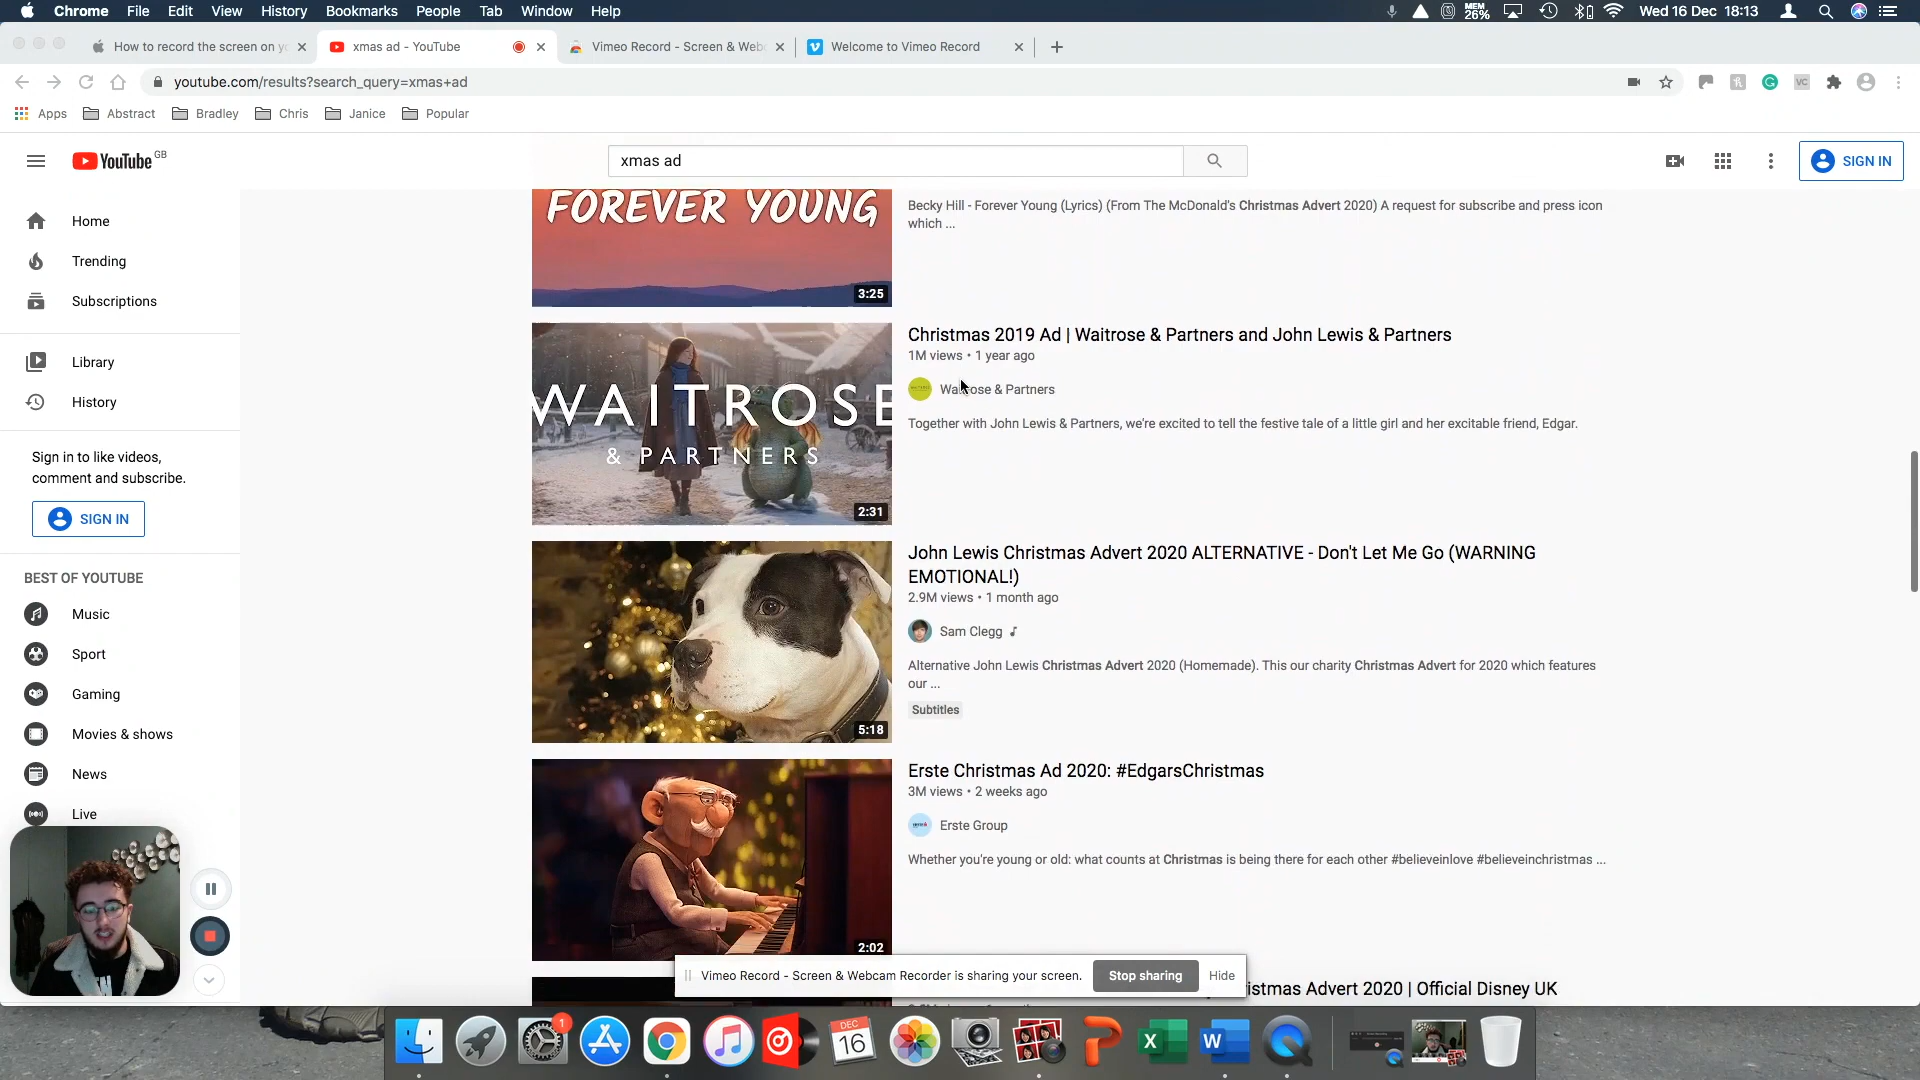 Chrome File Edit View History Bookmarks People Tab Window Help
MEM 26% Wed 16 Dec 18:13
How to record the screen on y
xmas ad - YouTube
Vimeo Record - Screen & Webc
Welcome to Vimeo Record
youtube.com/results?search_query=xmas+ad
Apps Abstract Bradley Chris Janice Popular
YouTube GB
xmas ad
SIGN IN
Home
Trending
Subscriptions
Library
History
Sign in to like videos,
comment and subscribe.
SIGN IN
BEST OF YOUTUBE
Music
Sport
Gaming
Movies & shows
News
Live
FOREVER YOUNG
3:25
Becky Hill - Forever Young (Lyrics) (From The McDonald's Christmas Advert 2020) A request for subscribe and press icon
which ...
WAITROSE
& PARTNERS
2:31
Christmas 2019 Ad | Waitrose & Partners and John Lewis & Partners
1M views • 1 year ago
Waitrose & Partners
Together with John Lewis & Partners, we're excited to tell the festive tale of a little girl and her excitable friend, Edgar.
5:18
John Lewis Christmas Advert 2020 ALTERNATIVE - Don't Let Me Go (WARNING
EMOTIONAL!)
2.9M views • 1 month ago
Sam Clegg ♪
Alternative John Lewis Christmas Advert 2020 (Homemade). This our charity Christmas Advert for 2020 which features
our ...
Subtitles
2:02
Erste Christmas Ad 2020: #EdgarsChristmas
3M views • 2 weeks ago
Erste Group
Whether you're young or old: what counts at Christmas is being there for each other #believeinlove #believeinchristmas ...
Vimeo Record - Screen & Webcam Recorder is sharing your screen. Stop sharing Hide
istmas Advert 2020 | Official Disney UK
1
DEC
16